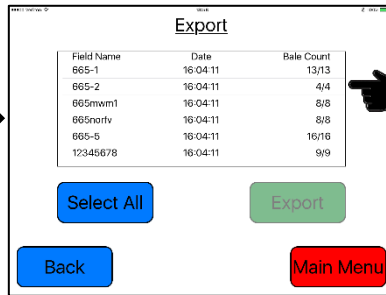 Export
Field Name Date Bale Count
665-1 16:04:11 13/13
665-2 16:04:11 4/4
665mwm1 16:04:11 8/8
665norfv 16:04:11 8/8
665-5 16:04:11 16/16
12345678 16:04:11 9/9
Select All Export
Back Main Menu